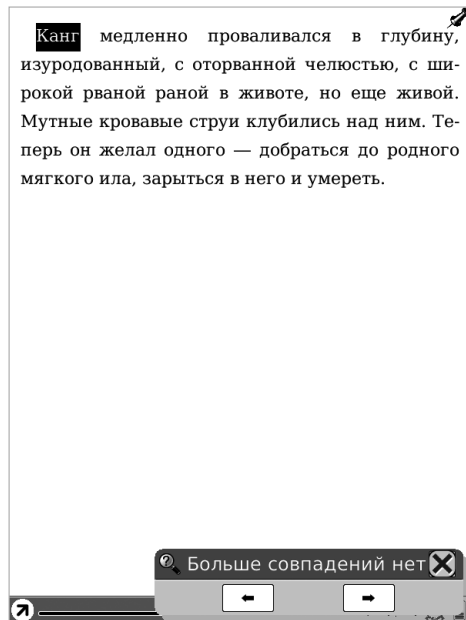 Канг медленно проваливался в глубину,
изуродованный, с оторванной челюстью, с ши-
рокой рваной раной в животе, но еще живой.
Мутные кровавые струи клубились над ним. Те-
перь он желал одного — добраться до родного
мягкого ила, зарыться в него и умереть.
Больше совпадений нет